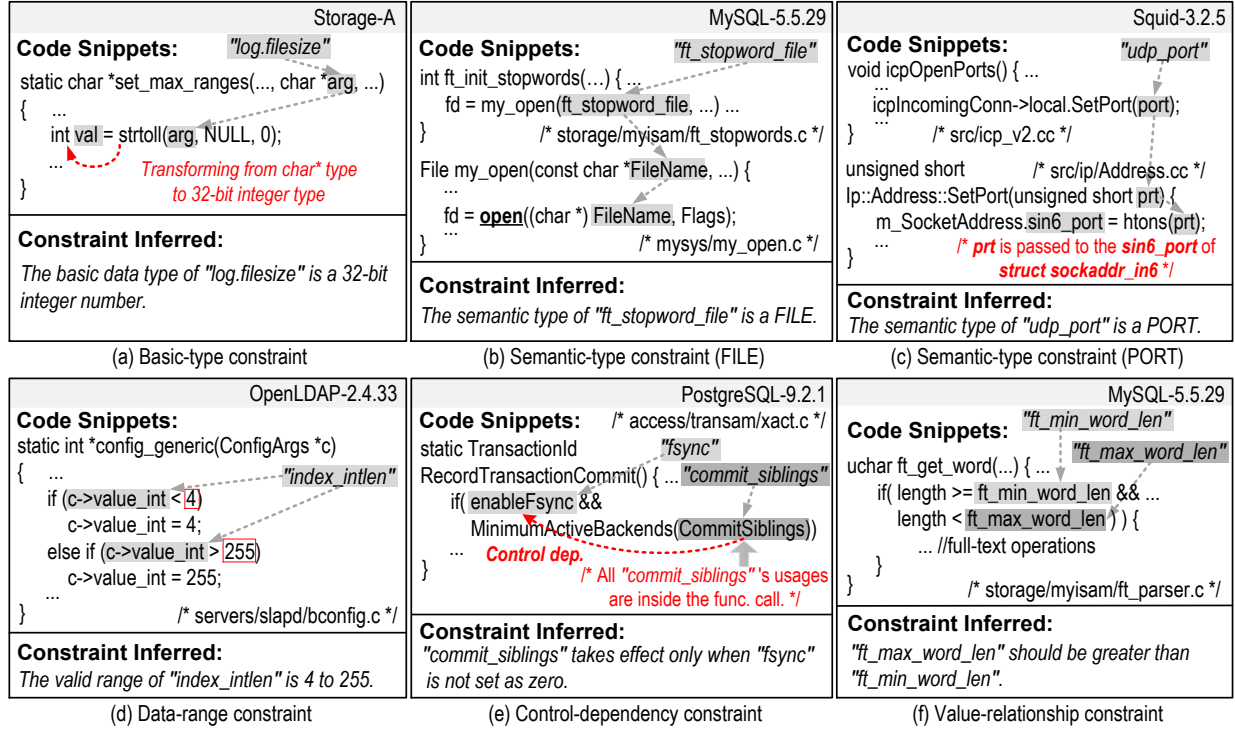 Storage-A
Code Snippets:
"log.filesize"
static char *set_max_ranges(..., char *arg, ...)
{ ...
int val = strtoll(arg, NULL, 0);
...
Transforming from char* type
to 32-bit integer type
}
Constraint Inferred:
The basic data type of "log.filesize" is a 32-bit
integer number.
(a) Basic-type constraint
MySQL-5.5.29
Code Snippets:
"ft_stopword_file"
int ft_init_stopwords(...) { ...
fd = my_open(ft_stopword_file, ...) ...
} /* storage/myisam/ft_stopwords.c */
File my_open(const char *FileName, ...) {
...
fd = open((char *) FileName, Flags);
...
} /* mysys/my_open.c */
Constraint Inferred:
The semantic type of "ft_stopword_file" is a FILE.
(b) Semantic-type constraint (FILE)
Squid-3.2.5
Code Snippets:
"udp_port"
void icpOpenPorts() { ...
...
icpIncomingConn->local.SetPort(port);
...
} /* src/icp_v2.cc */
unsigned short /* src/ip/Address.cc */
Ip::Address::SetPort(unsigned short prt) {
m_SocketAddress.sin6_port = htons(prt);
...
/* prt is passed to the sin6_port of
} struct sockaddr_in6 */
Constraint Inferred:
The semantic type of "udp_port" is a PORT.
(c) Semantic-type constraint (PORT)
OpenLDAP-2.4.33
Code Snippets:
static int *config_generic(ConfigArgs *c)
{ ...
"index_intlen"
if (c->value_int < 4)
c->value_int = 4;
else if (c->value_int > 255)
c->value_int = 255;
...
} /* servers/slapd/bconfig.c */
Constraint Inferred:
The valid range of "index_intlen" is 4 to 255.
(d) Data-range constraint
PostgreSQL-9.2.1
Code Snippets: /* access/transam/xact.c */
static TransactionId "fsync"
RecordTransactionCommit() { ... "commit_siblings"
if( enableFsync &&
MinimumActiveBackends(CommitSiblings))
... Control dep.
} /* All "commit_siblings" 's usages
are inside the func. call. */
Constraint Inferred:
"commit_siblings" takes effect only when "fsync"
is not set as zero.
(e) Control-dependency constraint
MySQL-5.5.29
Code Snippets: "ft_min_word_len"
"ft_max_word_len"
uchar ft_get_word(...) { ...
if( length >= ft_min_word_len && ...
length < ft_max_word_len ) ) {
... //full-text operations
}
} /* storage/myisam/ft_parser.c */
Constraint Inferred:
"ft_max_word_len" should be greater than
"ft_min_word_len".
(f) Value-relationship constraint